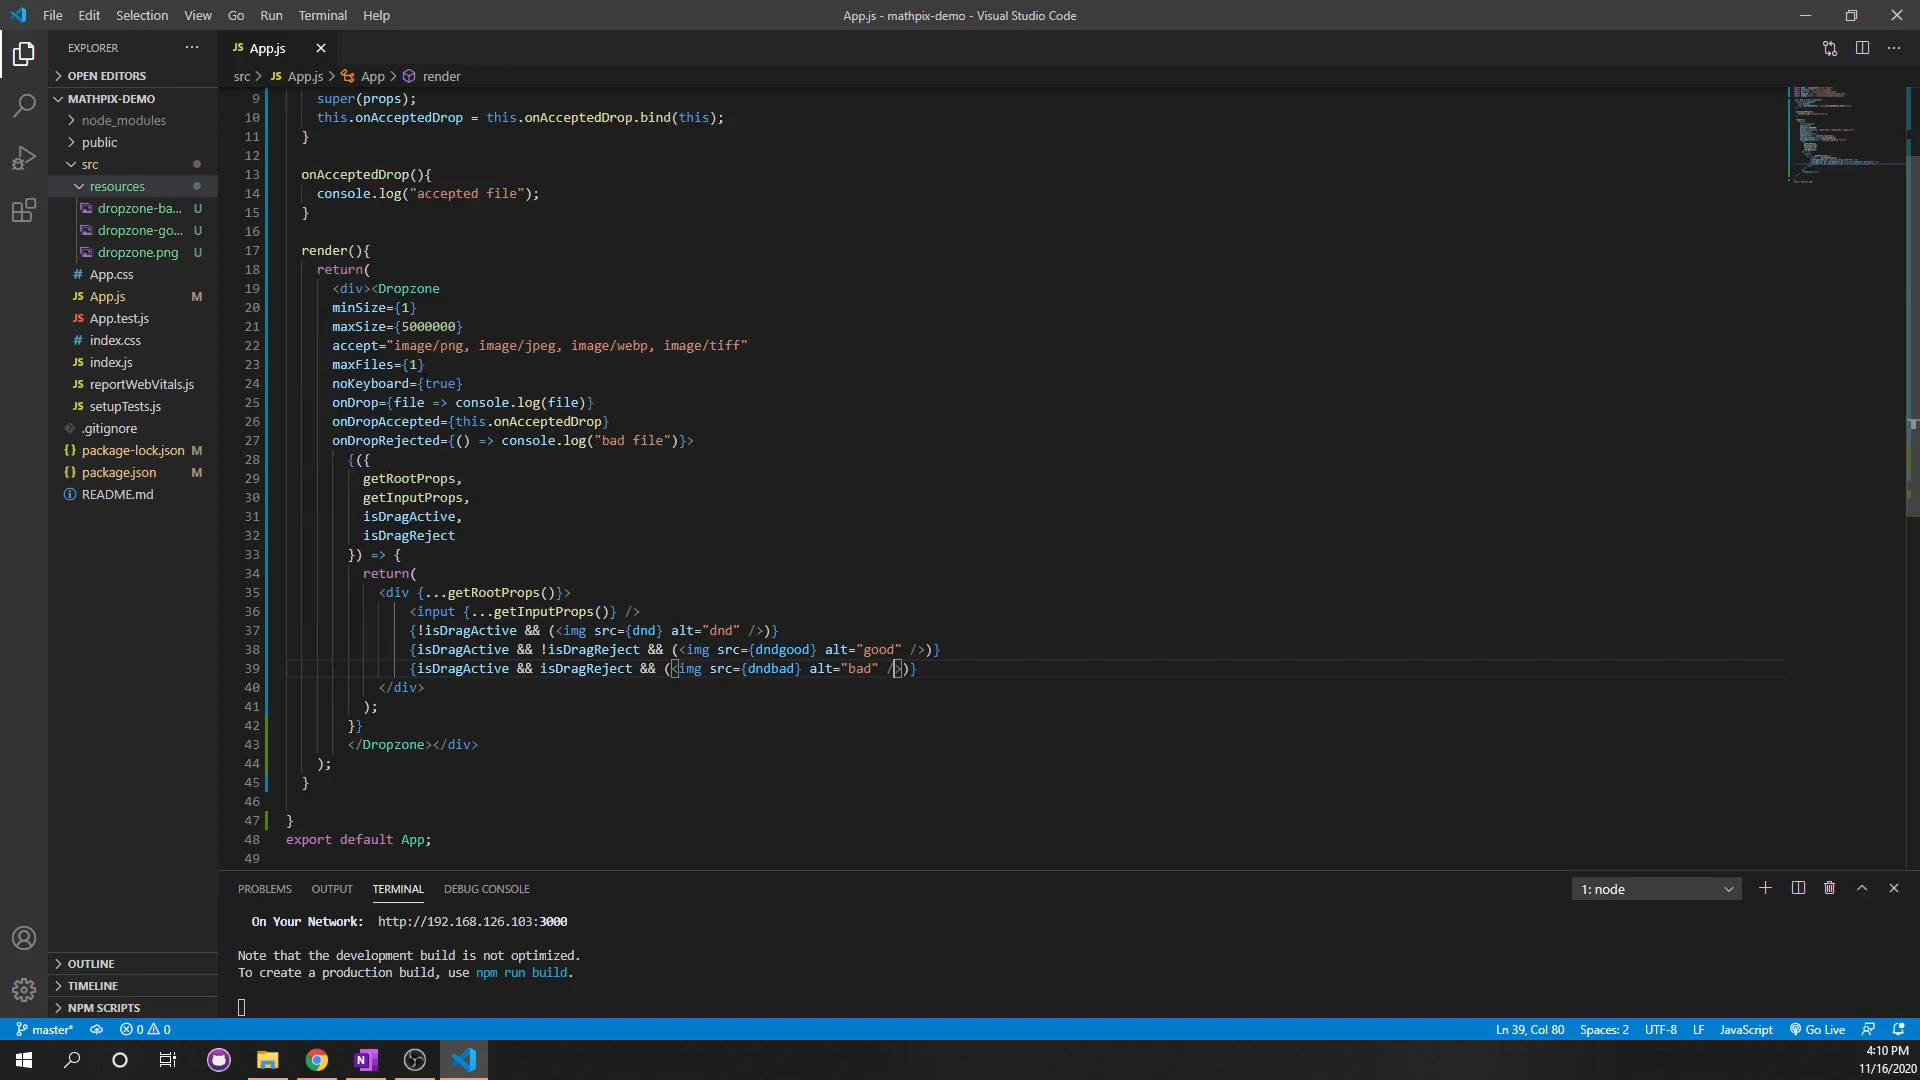 File Edit Selection View Go Run Terminal Help
App.js - mathpix-demo - Visual Studio Code
EXPLORER
OPEN EDITORS
MATHPIX-DEMO
node_modules
public
src
resources
dropzone-ba... U
dropzone-go... U
dropzone.png U
# App.css
JS App.js M
JS App.test.js
# index.css
JS index.js
JS reportWebVitals.js
JS setupTests.js
.gitignore
{} package-lock.json M
{} package.json M
README.md
OUTLINE
TIMELINE
NPM SCRIPTS
JS App.js
src > JS App.js > App > render
9 super(props);
10 this.onAcceptedDrop = this.onAcceptedDrop.bind(this);
11 }
12
13 onAcceptedDrop(){
14 console.log("accepted file");
15 }
16
17 render(){
18 return(
19 <div><Dropzone
20 minSize={1}
21 maxSize={5000000}
22 accept="image/png, image/jpeg, image/webp, image/tiff"
23 maxFiles={1}
24 noKeyboard={true}
25 onDrop={file => console.log(file)}
26 onDropAccepted={this.onAcceptedDrop}
27 onDropRejected={() => console.log("bad file")}>
28 {({
29 getRootProps,
30 getInputProps,
31 isDragActive,
32 isDragReject
33 }) => {
34 return(
35 <div {...getRootProps()}>
36 <input {...getInputProps()} />
37 {!isDragActive && (<img src={dnd} alt="dnd" />)}
38 {isDragActive && !isDragReject && (<img src={dndgood} alt="good" />)}
39 {isDragActive && isDragReject && (<img src={dndbad} alt="bad" />)}
40 </div>
41 );
42 }}
43 </Dropzone></div>
44 );
45 }
46
47 }
48 export default App;
49
PROBLEMS OUTPUT TERMINAL DEBUG CONSOLE
1: node
On Your Network: http://192.168.126.103:3000
Note that the development build is not optimized.
To create a production build, use npm run build.
master* 0 0
Ln 39, Col 80 Spaces: 2 UTF-8 LF JavaScript Go Live
4:10 PM
11/16/2020